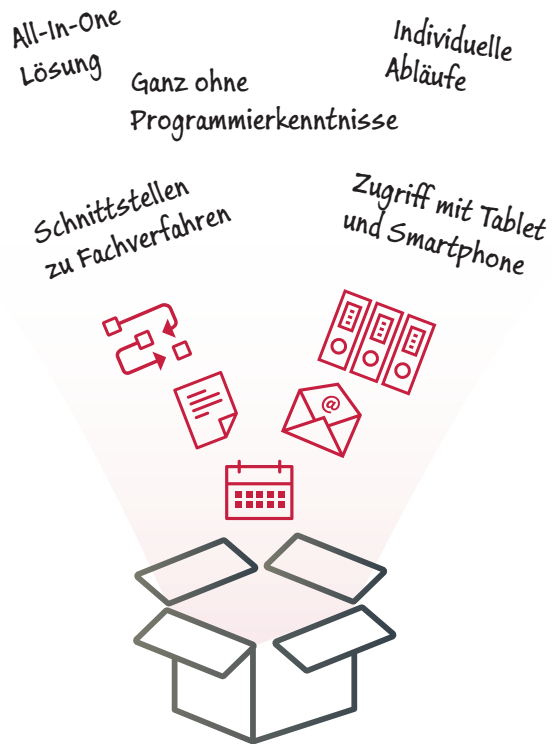 All-In-One
Lösung
Individuelle
Abläufe
Ganz ohne
Programmierkenntnisse
Schnittstellen
zu Fachverfahren
Zugriff mit Tablet
und Smartphone
@